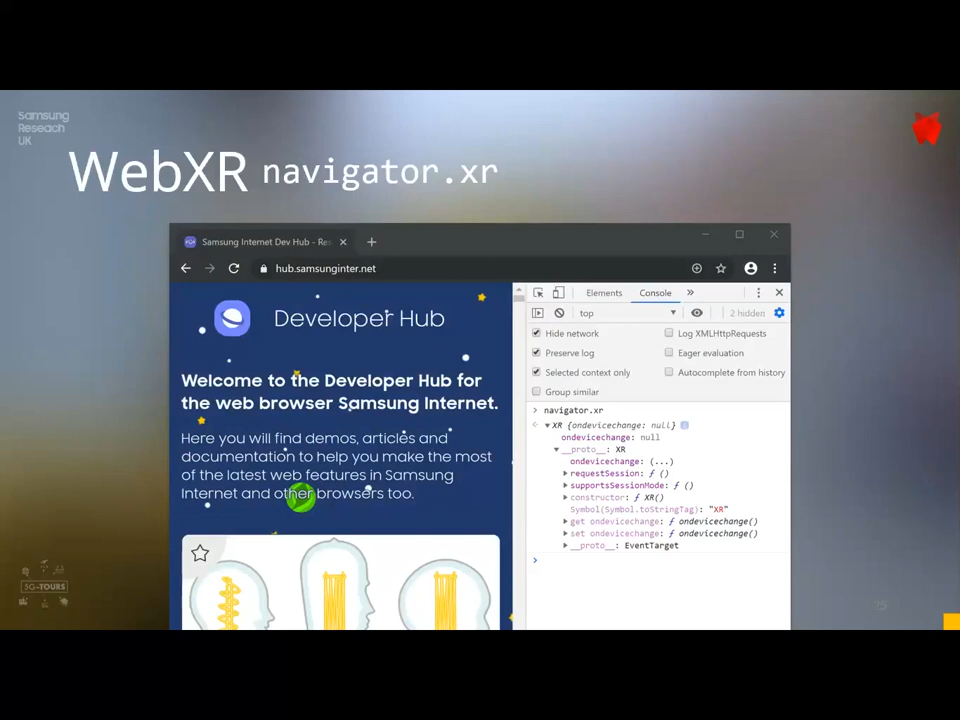 Samsung
Reseach
UK
WebXR navigator.xr
Samsung Internet Dev Hub - Res
hub.samsunginter.net
Developer Hub
Welcome to the Developer Hub for
the web browser Samsung Internet.
Here you will find demos, articles and
documentation to help you make the most
of the latest web features in Samsung
Internet and other browsers too.
Elements Console »
top 2 hidden
Hide network Log XMLHttpRequests
Preserve log Eager evaluation
Selected context only Autocomplete from history
Group similar
> navigator.xr
XR {ondevicechange: null}
ondevicechange: null
__proto__: XR
ondevicechange: (...)
requestSession: ƒ ()
supportsSessionMode: ƒ ()
constructor: ƒ XR()
Symbol(Symbol.toStringTag): "XR"
get ondevicechange: ƒ ondevicechange()
set ondevicechange: ƒ ondevicechange()
__proto__: EventTarget
>
5G-TOURS
25